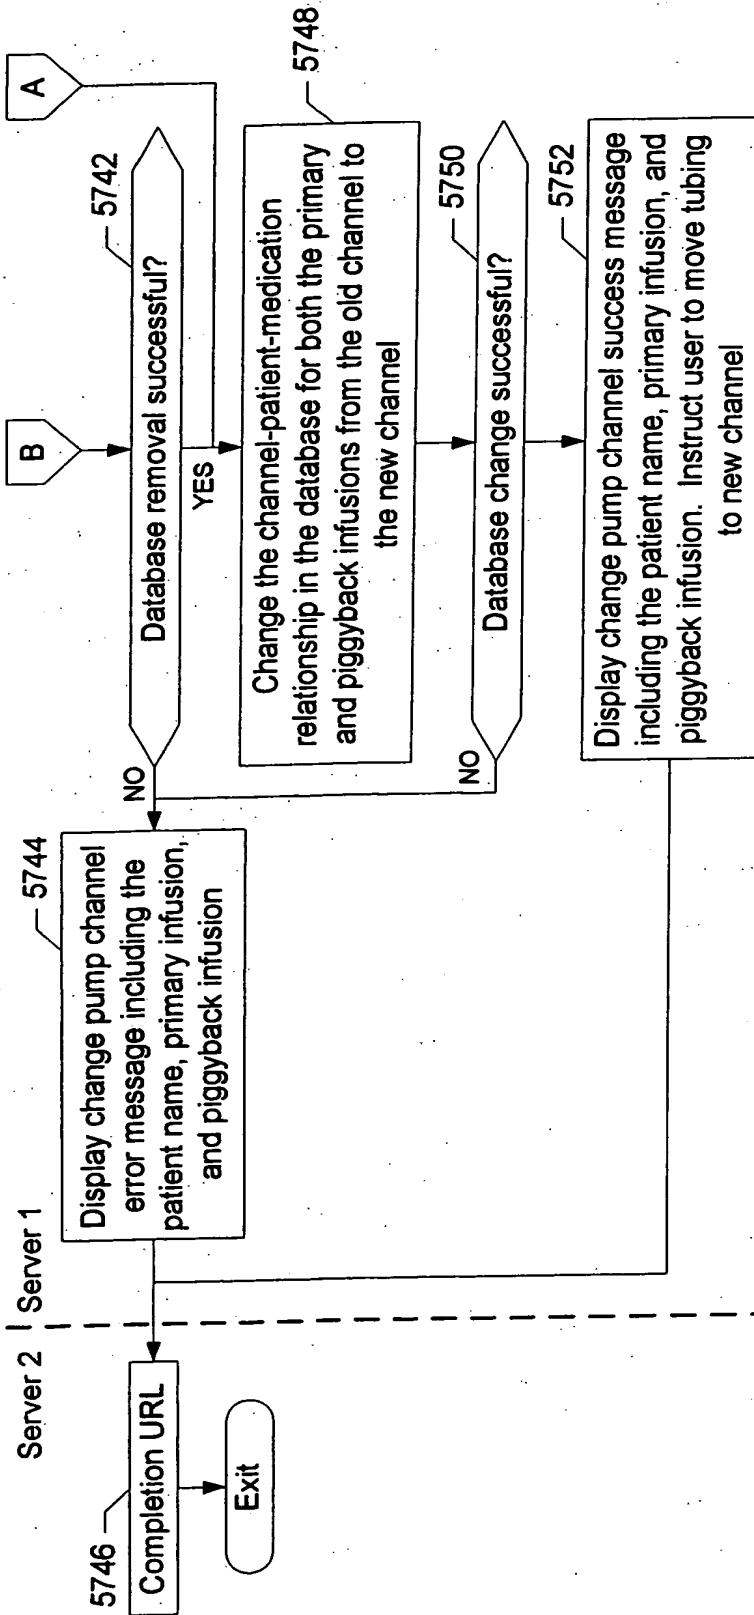 Server 2
Server 1
5746
Completion URL
Exit
5744
Display change pump channel
error message including the
patient name, primary infusion,
and piggyback infusion
B
A
5742
Database removal successful?
NO
YES
5748
Change the channel-patient-medication
relationship in the database for both the primary
and piggyback infusions from the old channel to
the new channel
5750
Database change successful?
NO
5752
Display change pump channel success message
including the patient name, primary infusion, and
piggyback infusion. Instruct user to move tubing
to new channel